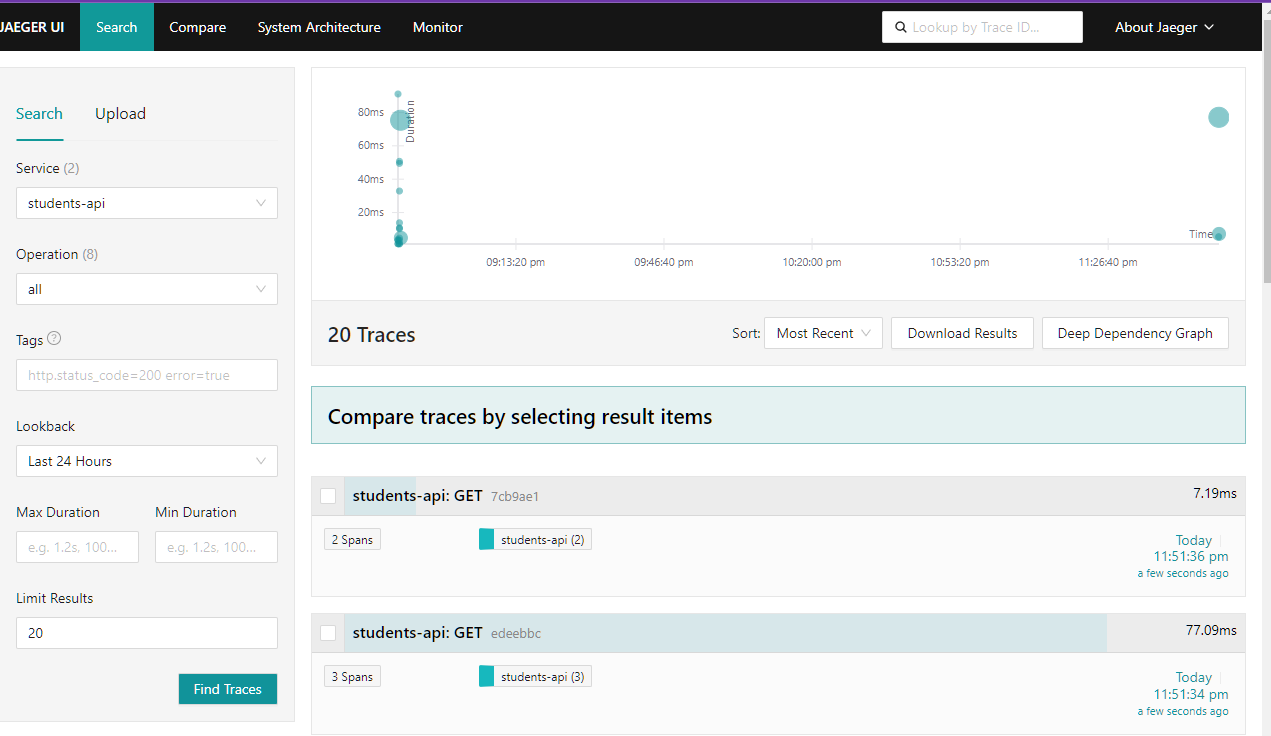 JAEGER UI Search Compare System Architecture Monitor Lookup by Trace ID... About Jaeger
Search Upload
Service (2)
students-api
Operation (8)
all
Tags
http.status_code=200 error=true
Lookback
Last 24 Hours
Max Duration Min Duration
e.g. 1.2s, 100... e.g. 1.2s, 100...
Limit Results
20
Find Traces
Duration
80ms
60ms
40ms
20ms
Time
09:13:20 pm 09:46:40 pm 10:20:00 pm 10:53:20 pm 11:26:40 pm
20 Traces Sort: Most Recent Download Results Deep Dependency Graph
Compare traces by selecting result items
students-api: GET 7cb9ae1 7.19ms
2 Spans students-api (2) Today
11:51:36 pm
a few seconds ago
students-api: GET edeebbc 77.09ms
3 Spans students-api (3) Today
11:51:34 pm
a few seconds ago